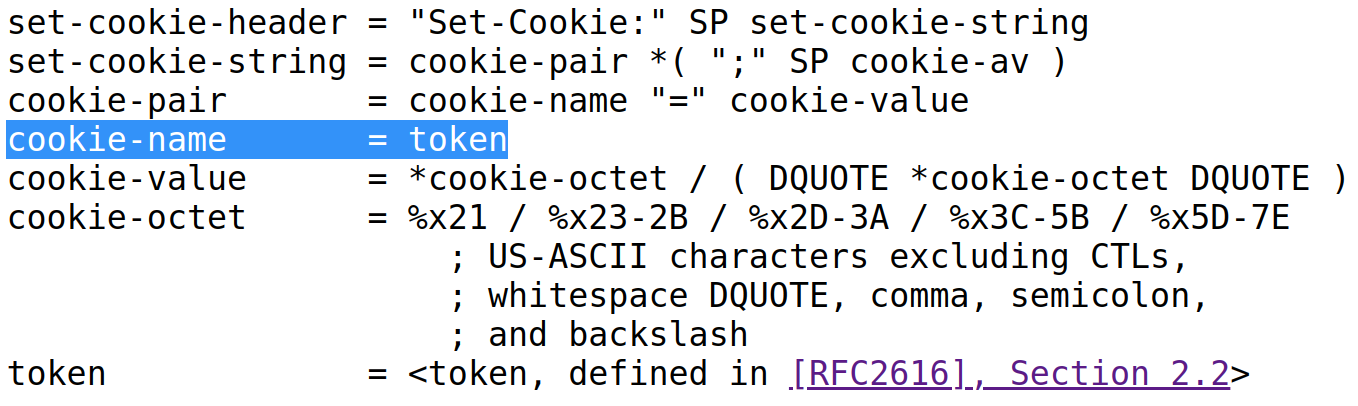 set-cookie-header = "Set-Cookie:" SP set-cookie-string
set-cookie-string = cookie-pair *( ";" SP cookie-av )
cookie-pair       = cookie-name "=" cookie-value
cookie-name       = token
cookie-value      = *cookie-octet / ( DQUOTE *cookie-octet DQUOTE )
cookie-octet      = %x21 / %x23-2B / %x2D-3A / %x3C-5B / %x5D-7E
                      ; US-ASCII characters excluding CTLs,
                      ; whitespace DQUOTE, comma, semicolon,
                      ; and backslash
token             = <token, defined in [RFC2616], Section 2.2>